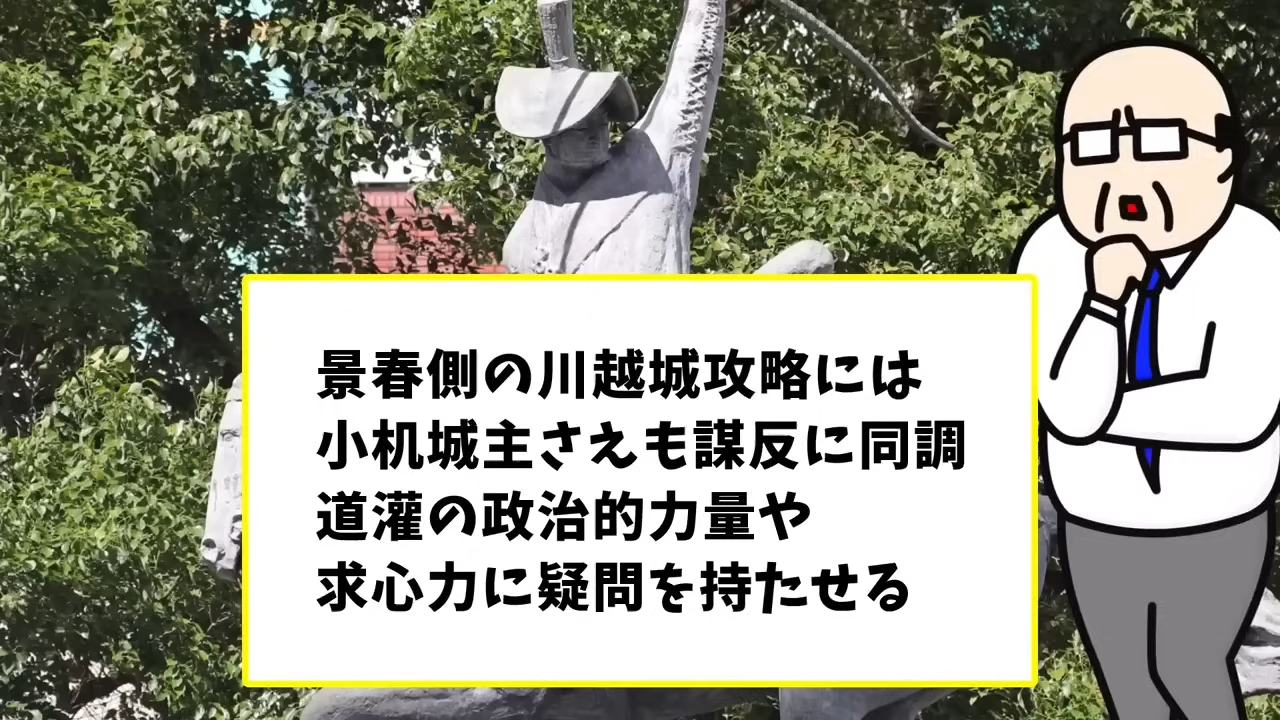 景春側の川越城攻略には
小机城主さえも謀反に同調
道灌の政治的力量や
求心力に疑問を持たせる